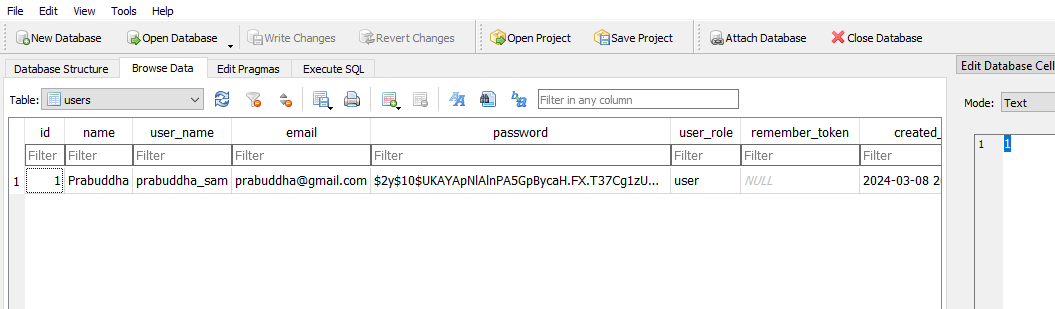 File Edit View Tools Help
New Database Open Database Write Changes Revert Changes Open Project Save Project Attach Database Close Database
Database Structure Browse Data Edit Pragmas Execute SQL
Edit Database Cell
Table: users Filter in any column
Mode: Text
id name user_name email password user_role remember_token created_
Filter Filter Filter Filter Filter Filter Filter Filter
1 1 Prabuddha prabuddha_sam prabuddha@gmail.com $2y$10$UKAYApNlAlnPA5GpBycaH.FX.T37Cg1zU... user NULL 2024-03-08 2
1 1